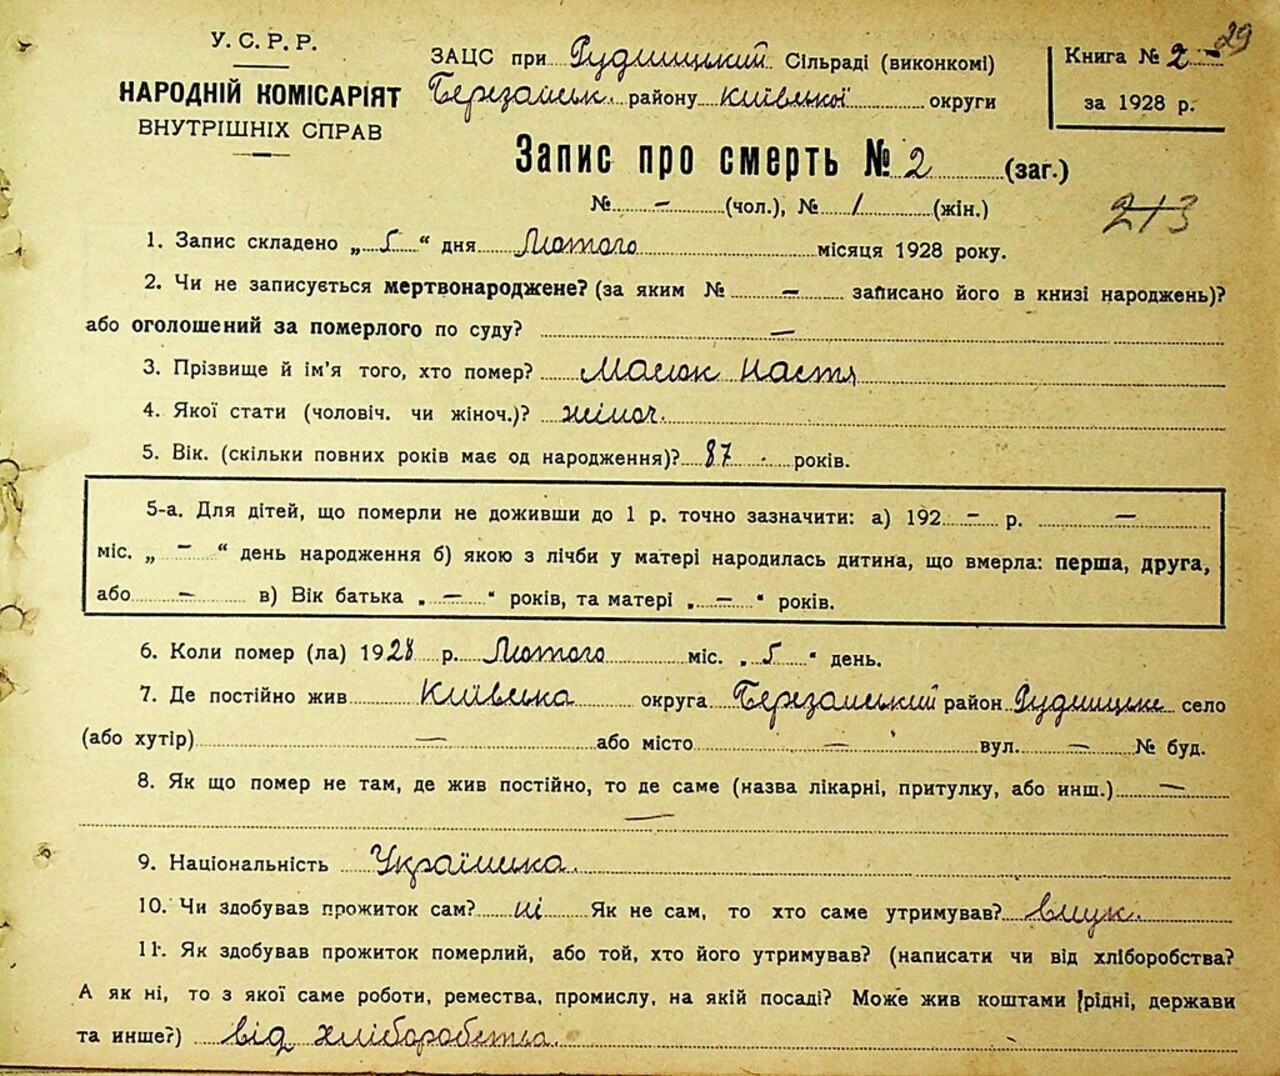 29
У. С. Р. Р.
НАРОДНІЙ КОМІСАРІЯТ
ВНУТРІШНІХ СПРАВ
ЗАЦС при Рудницький Сільраді (виконкомі)
Березанськ. району Київської округи
Книга № 2 –
за 1928 р.
Запис про смерть № 2 (заг.)
№ – (чол.), № 1 (жін.)
213
1. Запис складено „ 5 “ дня Лютого місяця 1928 року.
2. Чи не записується мертвонароджене? (за яким № – записано його в книзі народжень)?
або оголошений за померлого по суду? –
3. Прізвище й ім'я того, хто помер? Масюк Настя
4. Якої стати (чоловіч. чи жіноч.)? жіноч.
5. Вік. (скільки повних років має од народження)? 87 . років.
5-а. Для дітей, що померли не доживши до 1 р. точно зазначити: а) 192 – р. –
міс. „ – “ день народження б) якою з лічби у матері народилась дитина, що вмерла: перша, друга,
або – в) Вік батька „ – “ років, та матері „ – “ років.
6. Коли помер (ла) 1928 р. Лютого міс. „ 5 “ день.
7. Де постійно жив Київська округа Березанський район Рудницьке село
(або хутір) – або місто – вул. – № буд.
8. Як що помер не там, де жив постійно, то де саме (назва лікарні, притулку, або инш.) –
–
9. Національність Українка.
10. Чи здобував прожиток сам? ні Як не сам, то хто саме утримував? внук.
11. Як здобував прожиток померлий, або той, хто його утримував? (написати чи від хліборобства?
А як ні, то з якої саме роботи, ремества, промислу, на якій посаді? Може жив коштами рідні, держави
та инше?) від хліборобства.